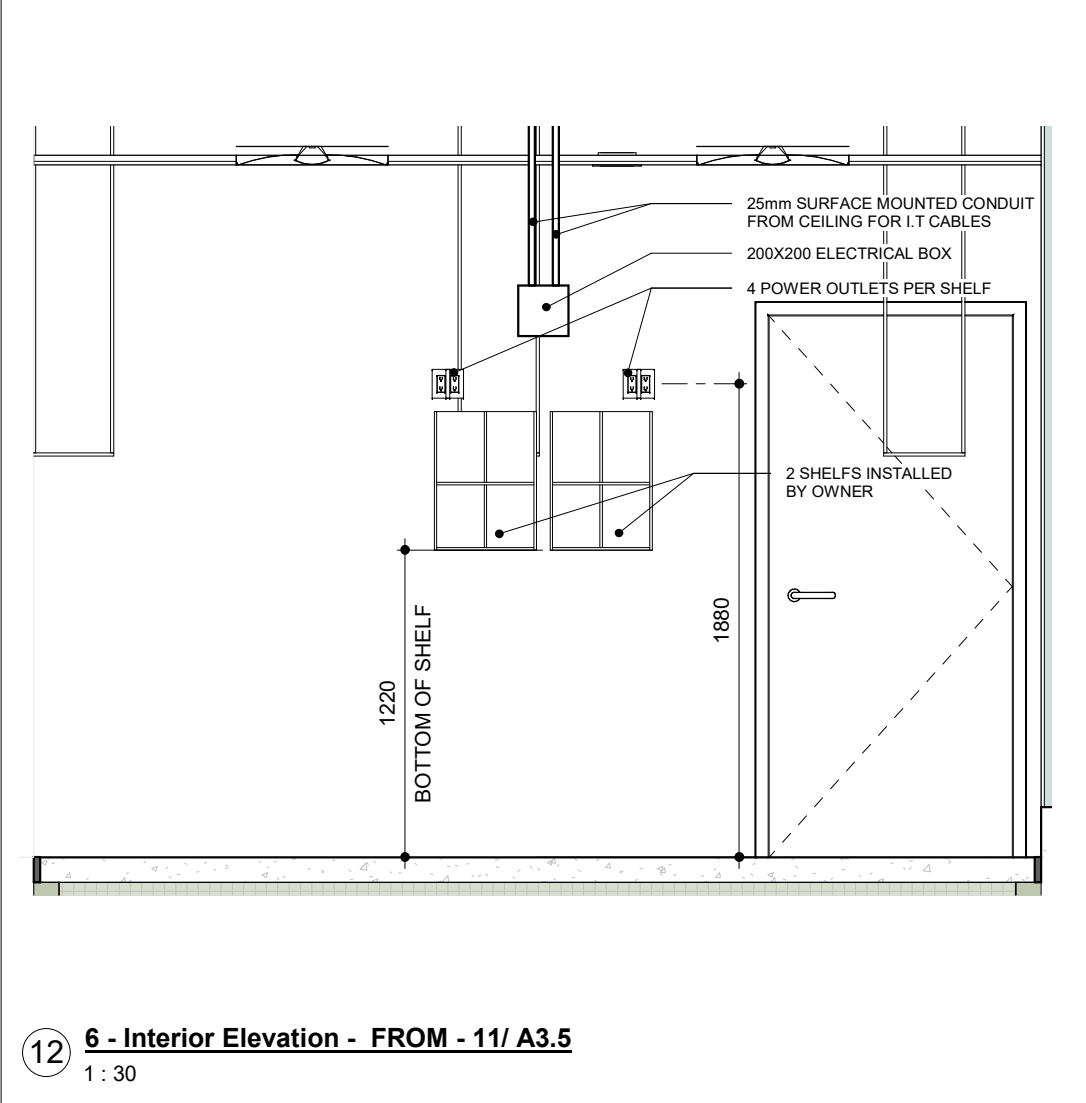 25mm SURFACE MOUNTED CONDUIT
FROM CEILING FOR I.T CABLES
200X200 ELECTRICAL BOX
4 POWER OUTLETS PER SHELF
2 SHELFS INSTALLED
BY OWNER
1220
BOTTOM OF SHELF
1880
12
6 - Interior Elevation - FROM - 11/ A3.5
1 : 30